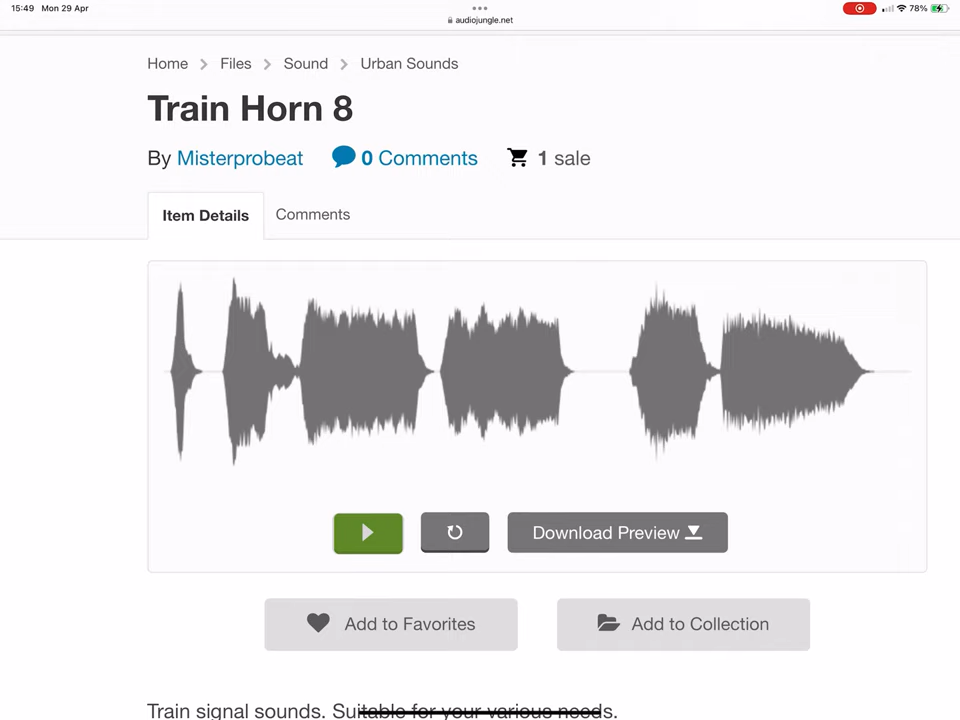 15:49 Mon 29 Apr
78%
audiojungle.net
Home > Files > Sound > Urban Sounds
Train Horn 8
By Misterprobeat 0 Comments 1 sale
Item Details Comments
Download Preview
Add to Favorites Add to Collection
Train signal sounds. Suitable for your various needs.